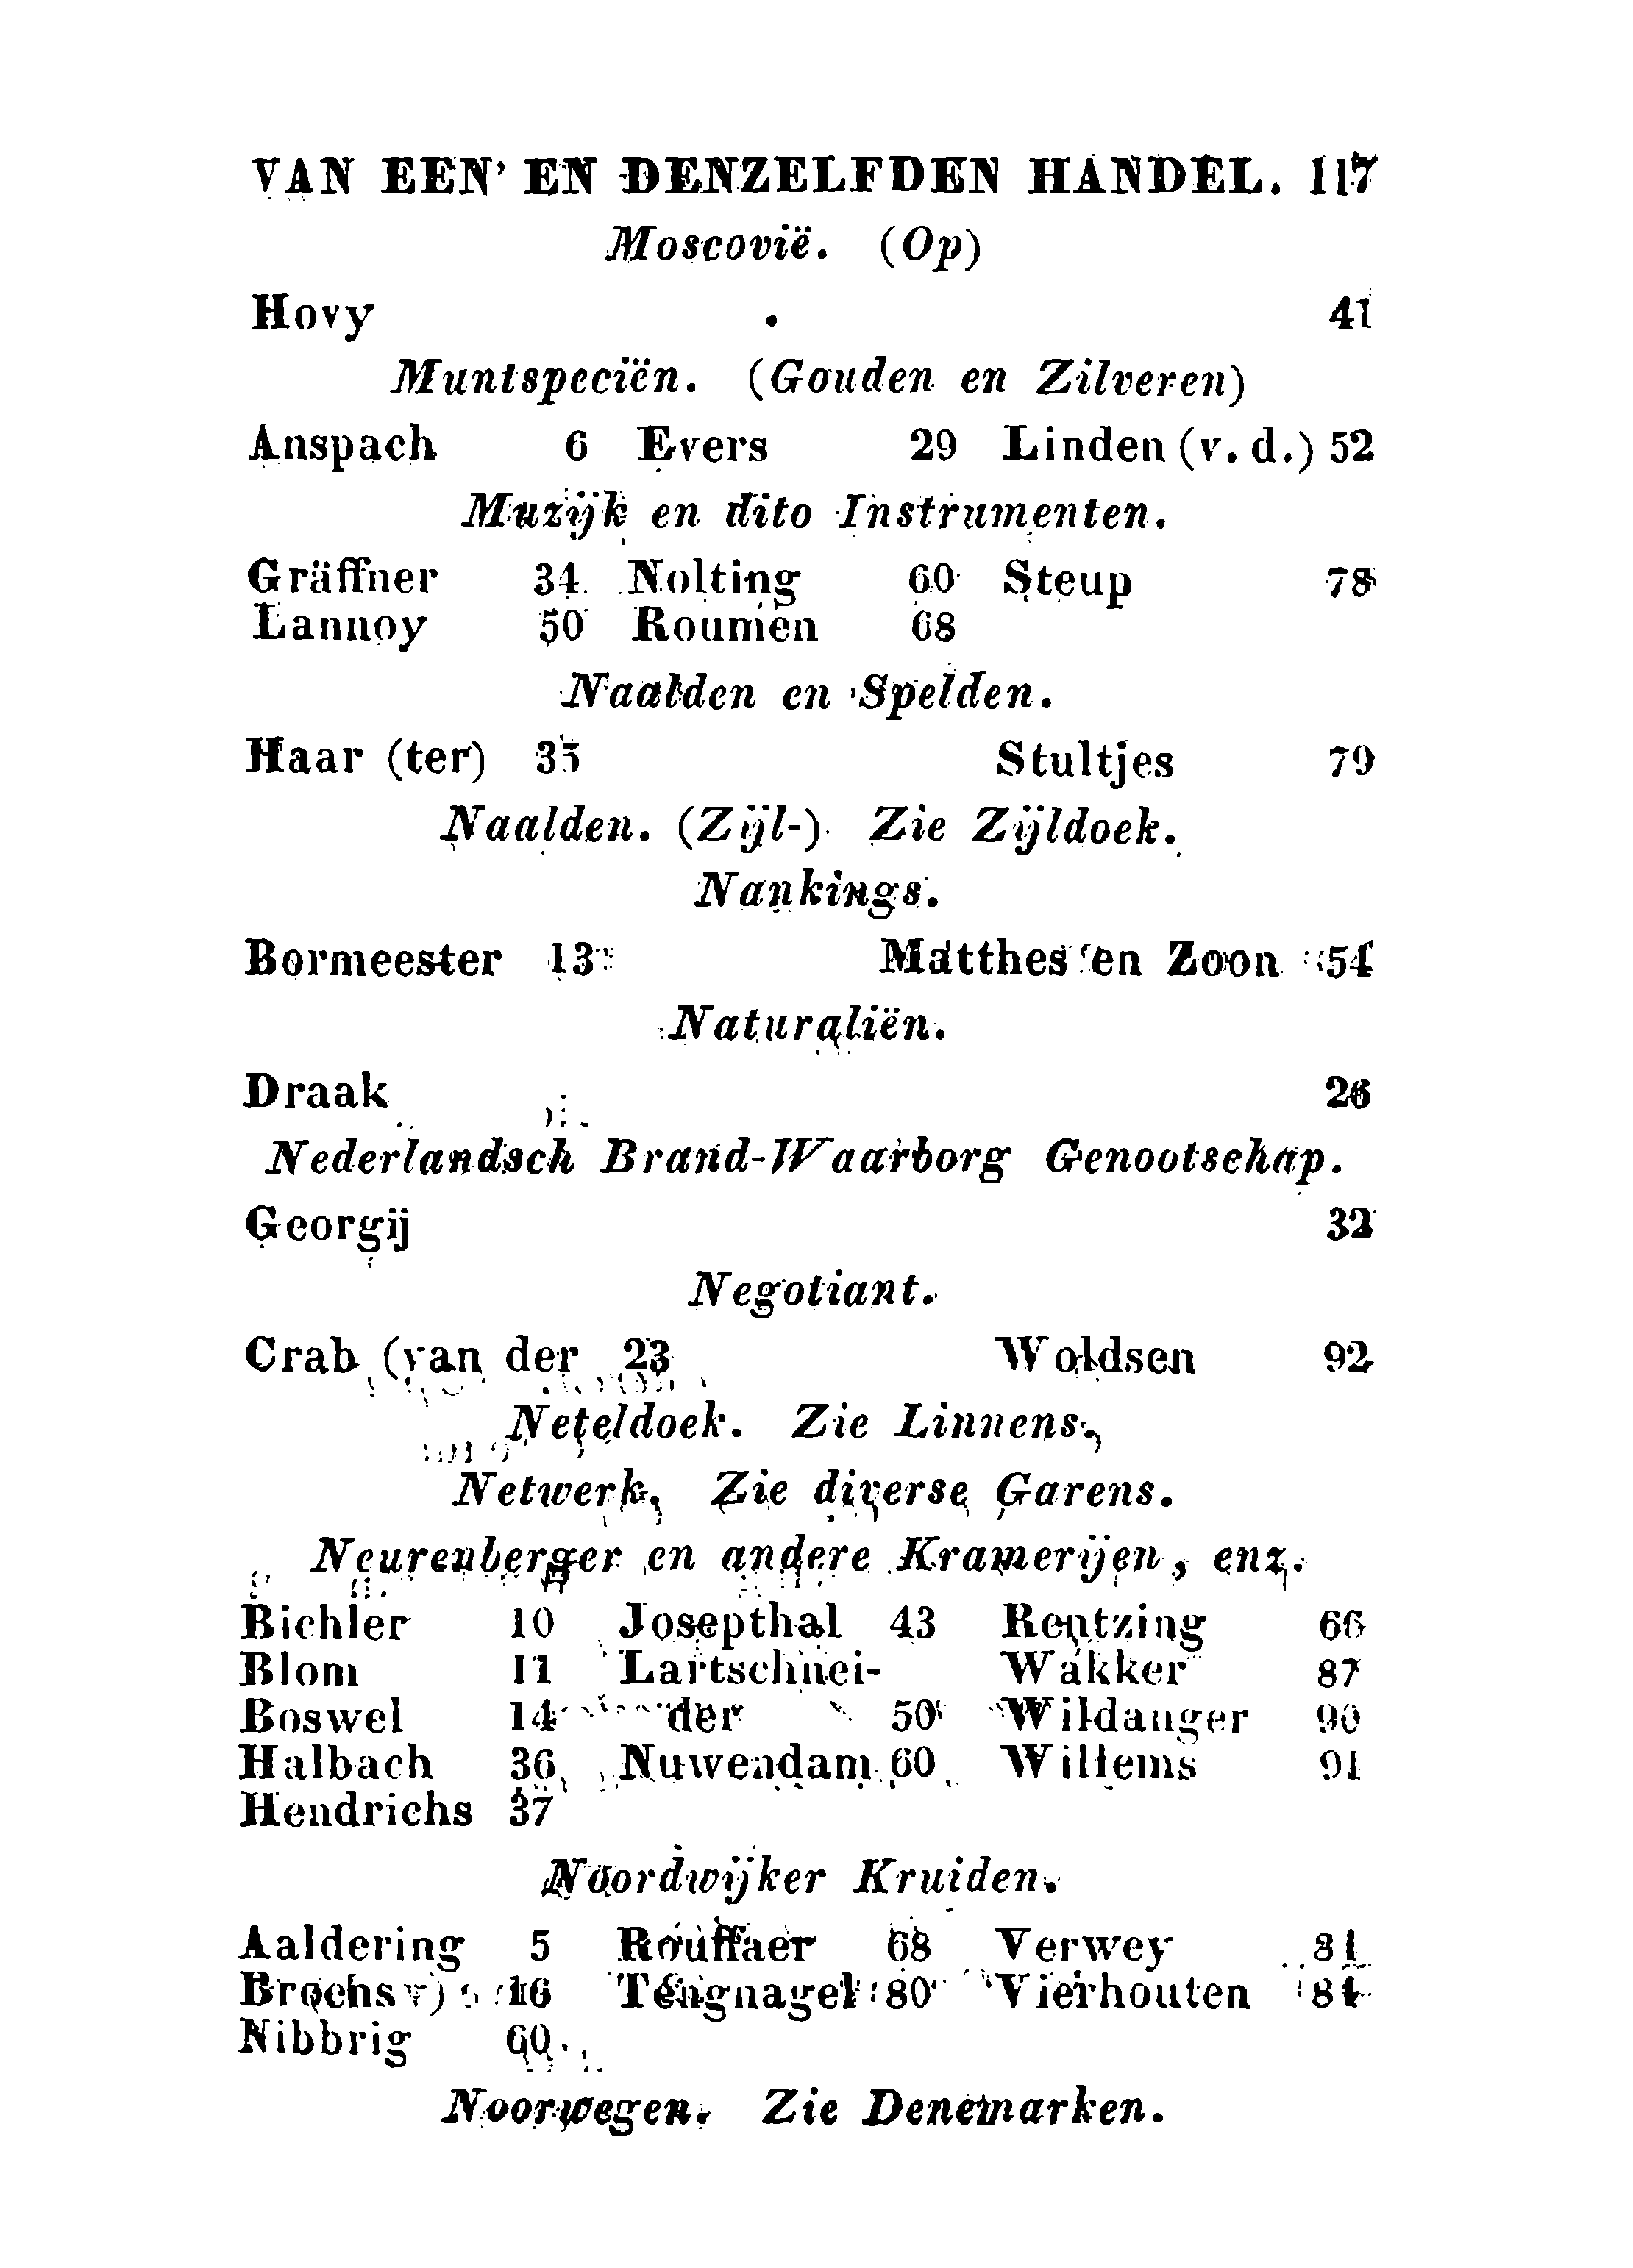 VAN EEN' EN DENZELFDEN HANDEL. 117
Moscovië. (Op)
Hovy 41
Muntspeciën. (Gouden en Zilveren)
Anspach 6 Evers 29 Linden (v. d.) 52
Muzijk en dito Instrumenten.
Gräffner 34 Nolting 60 Steup 78
Lannoy 50 Roumen 68
Naalden en Spelden.
Haar (ter) 35 Stultjes 79
Naalden. (Zijl-) Zie Zijldoek.
Nankings.
Bormeester 13 Matthes en Zoon 54
Naturaliën.
Draak 26
Nederlandsch Brand-Waarborg Genootschap.
Georgij 32
Negotiant.
Crab (van der 23 Woldsen 92
Neteldoek. Zie Linnens.
Netwerk, Zie diverse Garens.
Neurenberger en andere Kramerijen, enz.
Bichler 10 Josepthal 43 Rentzing 66
Blom 11 Lartschnei- Wakker 87
Boswel 14 der 50 Wildanger 90
Halbach 36 Nuwendam 60 Willems 91
Hendrichs 37
Noordwijker Kruiden.
Aaldering 5 Rouffaer 68 Verwey
16 80 Vierhouten
Nibbrig 60
Noorwegen. Zie Denemarken.